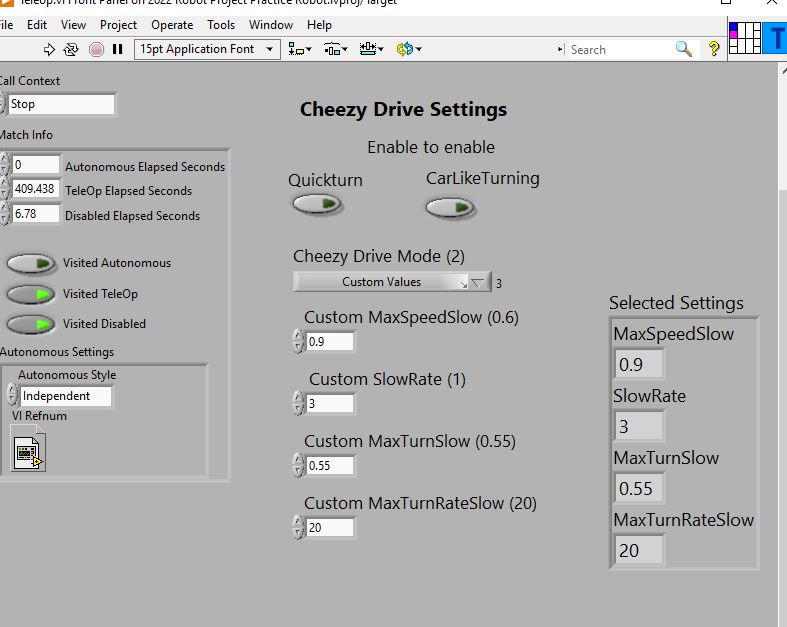 Teleop.vi Front Panel on 2022 Robot Project Practice Robot.lvproj/Target
File Edit View Project Operate Tools Window Help
15pt Application Font
Search
?
T
Call Context
Stop
Match Info
0 Autonomous Elapsed Seconds
409.438 TeleOp Elapsed Seconds
6.78 Disabled Elapsed Seconds
Visited Autonomous
Visited TeleOp
Visited Disabled
Autonomous Settings
Autonomous Style
Independent
VI Refnum
Cheezy Drive Settings
Enable to enable
Quickturn
CarLikeTurning
Cheezy Drive Mode (2)
Custom Values 3
Custom MaxSpeedSlow (0.6)
0.9
Custom SlowRate (1)
3
Custom MaxTurnSlow (0.55)
0.55
Custom MaxTurnRateSlow (20)
20
Selected Settings
MaxSpeedSlow
0.9
SlowRate
3
MaxTurnSlow
0.55
MaxTurnRateSlow
20